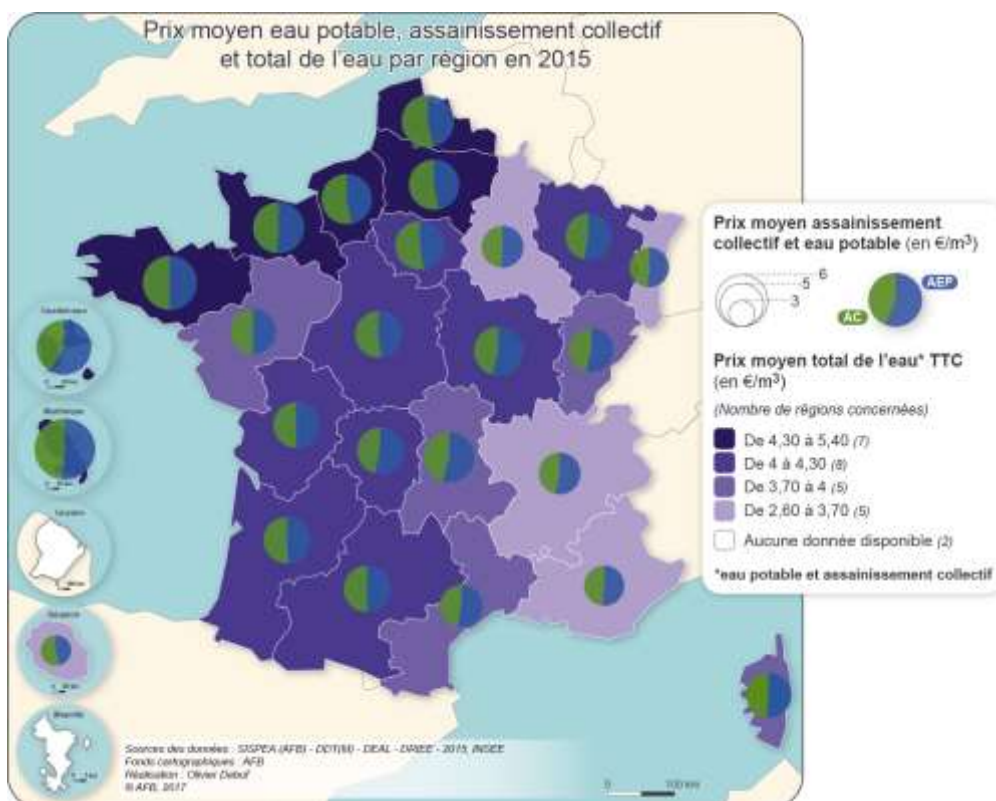 Prix moyen eau potable, assainissement collectif
et total de l'eau par région en 2015
Prix moyen assainissement
collectif et eau potable (en €/m³)
6
5
3
AEP
AC
Prix moyen total de l'eau* TTC
(en €/m³)
(Nombre de régions concernées)
De 4,30 à 5,40 (7)
De 4 à 4,30 (8)
De 3,70 à 4 (5)
De 2,60 à 3,70 (5)
Aucune donnée disponible (2)
*eau potable et assainissement collectif
Martinique
Mayotte
Sources des données : SISPEA (AFB) - DDT(M) - DEAL - DRIEE - 2015, INSEE
Fonds cartographiques : AFB
Réalisation : Olivier Debuf
© AFB, 2017
0 100 km